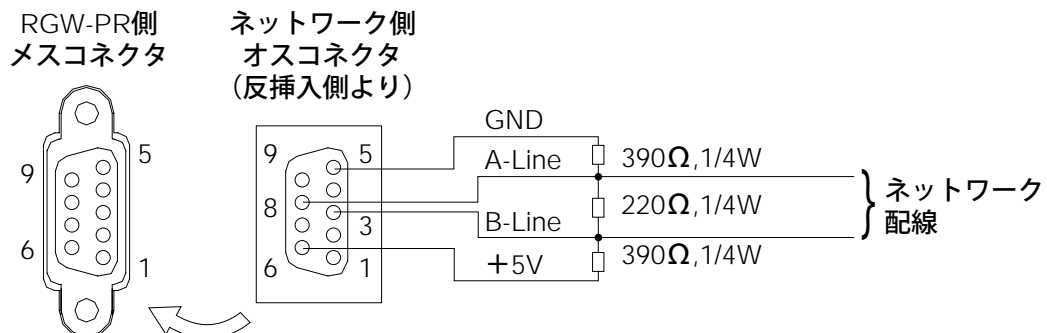 RGW-PR側
メスコネクタ
ネットワーク側
オスコネクタ
（反挿入側より）
9
5
6
1
9
5
8
3
6
1
GND
A-Line
B-Line
＋5V
390Ω,1/4W
220Ω,1/4W
390Ω,1/4W
ネットワーク
配線